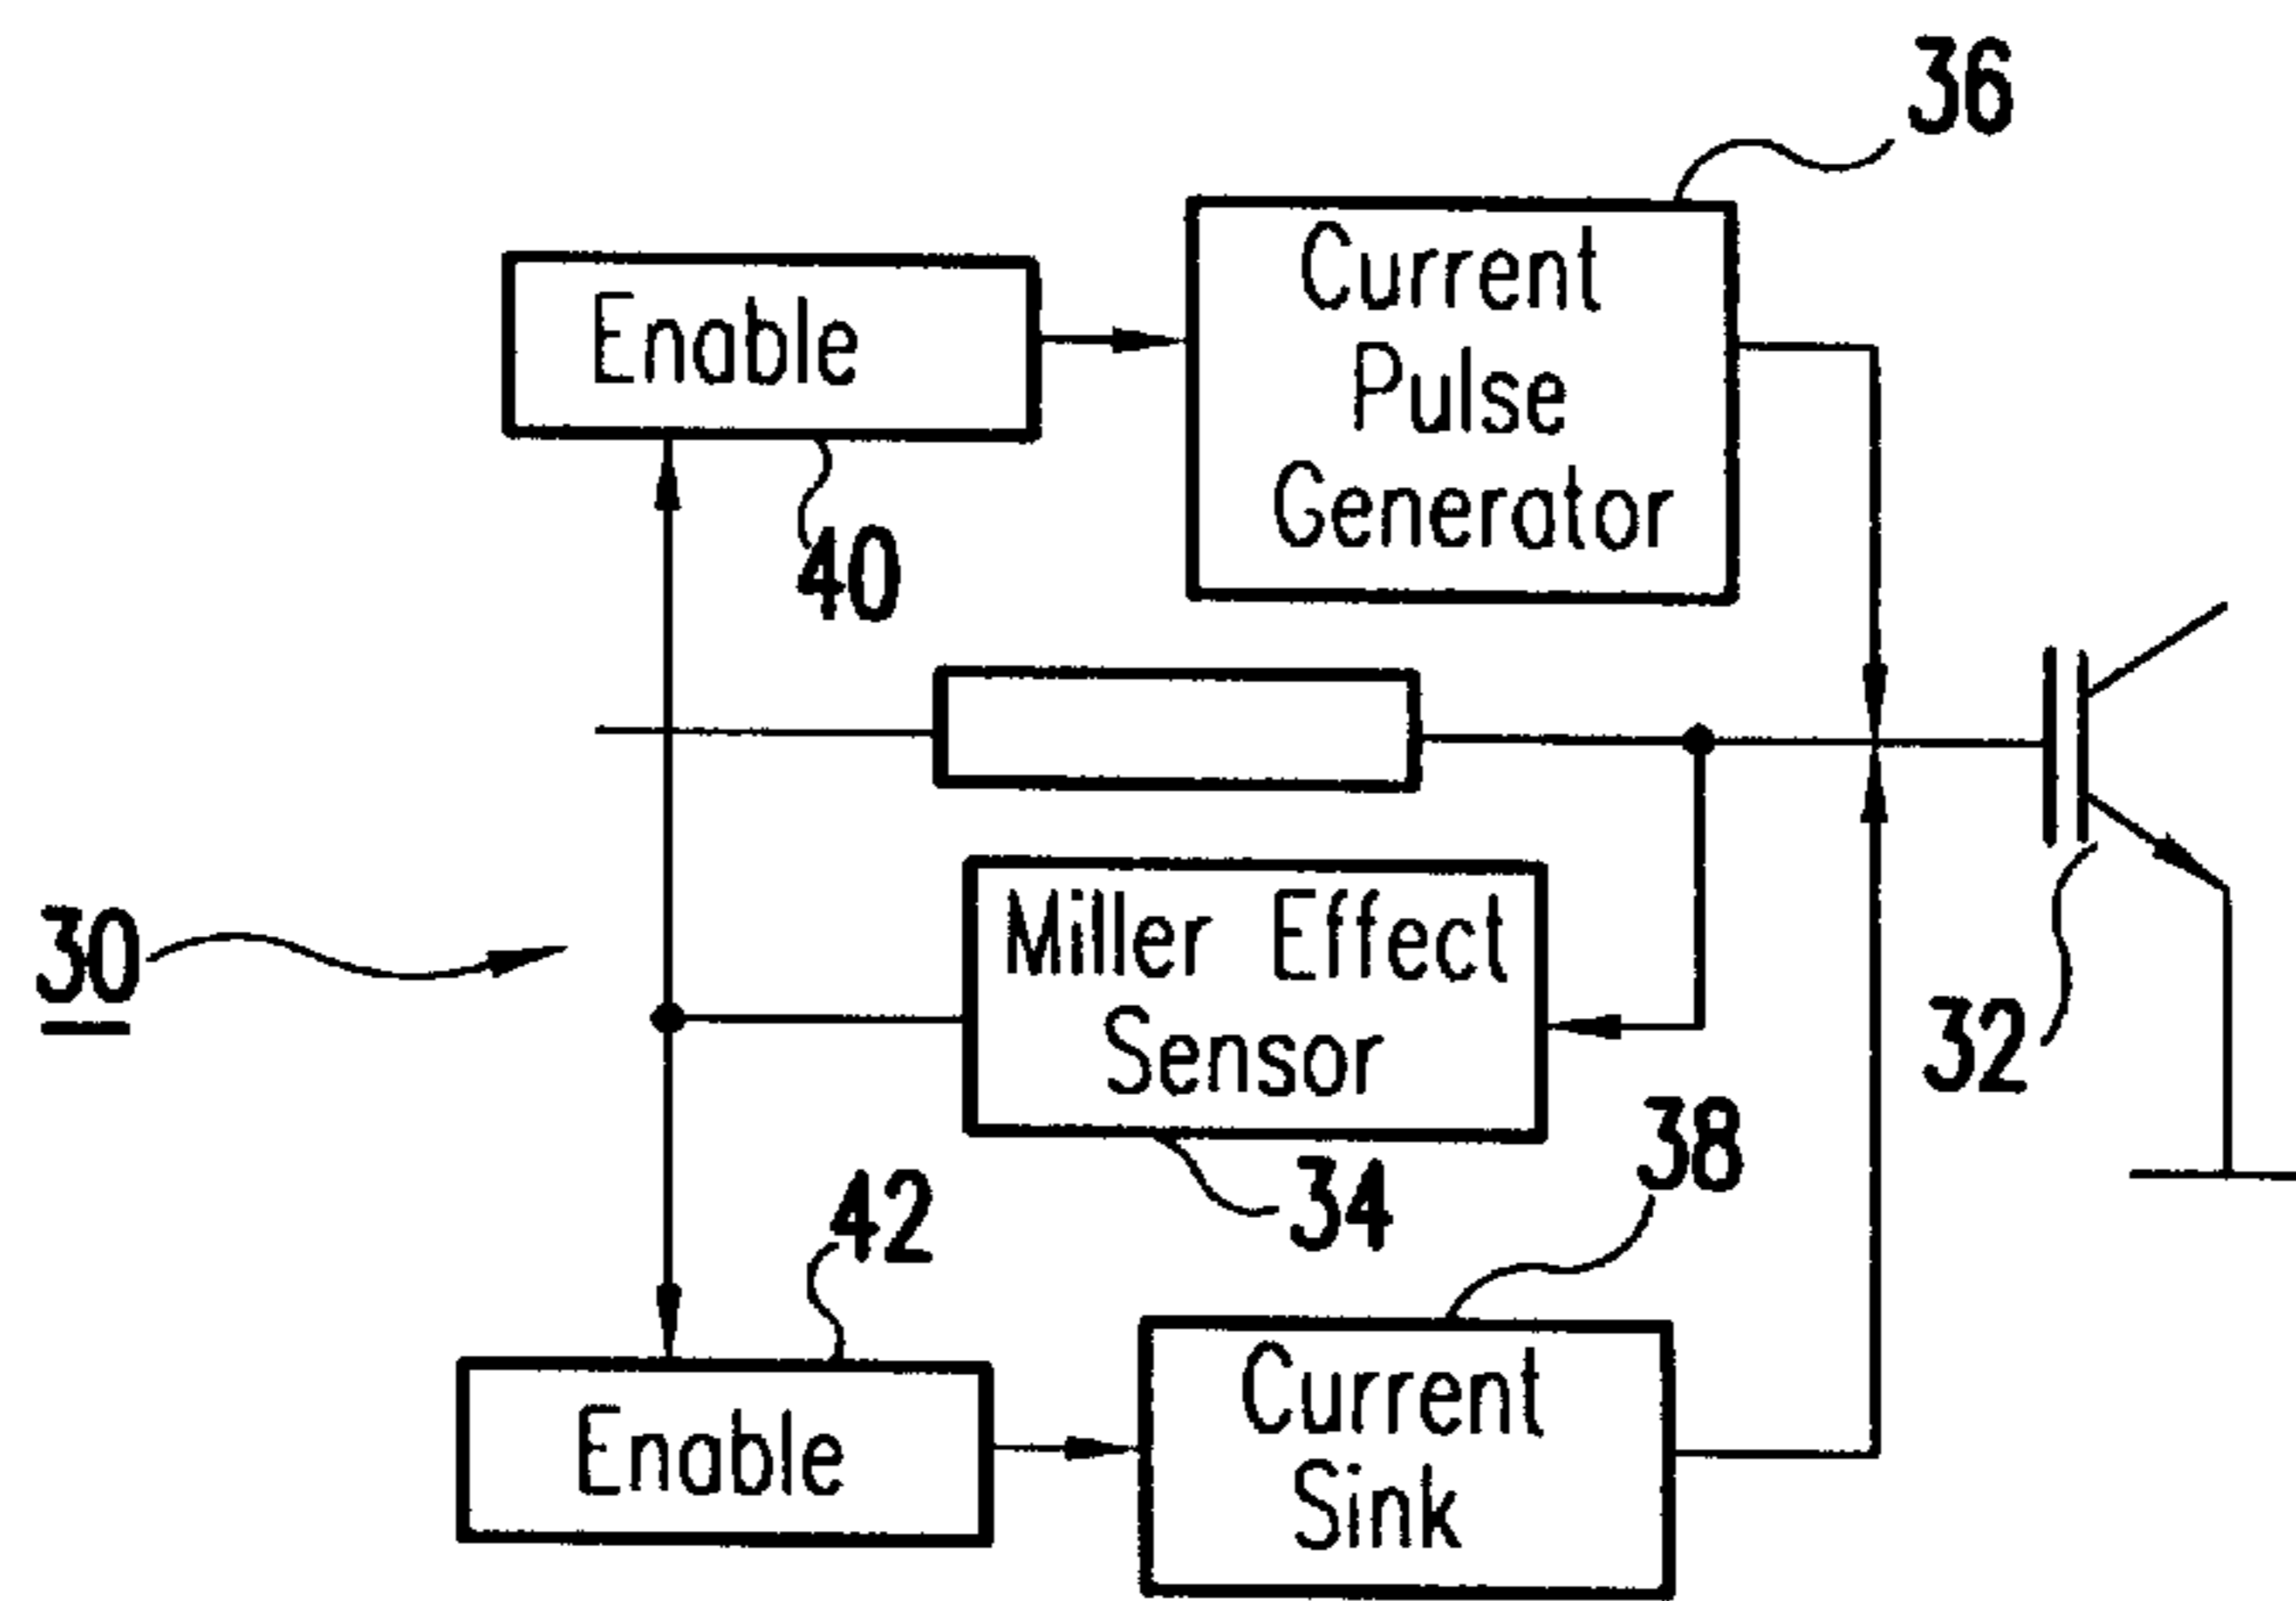 36
Enable
Current
Pulse
Generator
40
30
Miller Effect
Sensor
32
34
38
42
Enable
Current
Sink